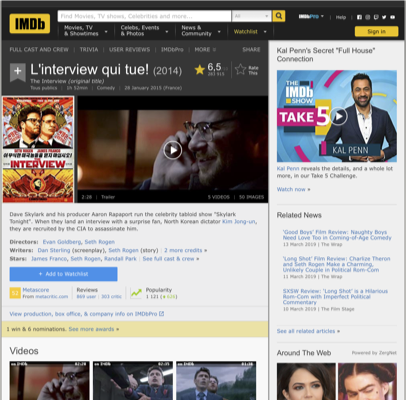 IMDb
Find Movies, TV shows, Celebrities and more...
All
IMDbPro
Help
Movies, TV & Showtimes
Celebs, Events & Photos
News & Community
Watchlist
Sign in
FULL CAST AND CREW | TRIVIA | USER REVIEWS | IMDbPro | MORE
SHARE
L'interview qui tue! (2014)
The Interview (original title)
Tous publics | 1h 52min | Comedy | 28 January 2015 (France)
6,5
Rate This
THE INTERVIEW
2:28 | Trailer
5 VIDEOS | 50 IMAGES
Dave Skylark and his producer Aaron Rapaport run the celebrity tabloid show "Skylark
Tonight". When they land an interview with a surprise fan, North Korean dictator Kim Jong-un,
they are recruited by the CIA to assassinate him.
Directors: Evan Goldberg, Seth Rogen
Writers: Dan Sterling (screenplay), Seth Rogen (story) | 2 more credits »
Stars: James Franco, Seth Rogen, Randall Park | See full cast & crew »
+ Add to Watchlist
Metascore
From metacritic.com
Reviews
869 user | 303 critic
Popularity
1 121
View production, box office, & company info on IMDbPro
1 win & 6 nominations. See more awards »
Videos
Kal Penn's Secret "Full House"
Connection
THE IMDb SHOW
TAKE 5
KAL PENN
Kal Penn reveals the details, and a whole lot
more, in our Take 5 Challenge.
Watch now »
Related News
'Good Boys' Film Review: Naughty Boys
Need Love Too in Coming-of-Age Comedy
13 March 2019 | The Wrap
'Long Shot' Film Review: Charlize Theron
and Seth Rogen Make a Charming,
Unlikely Couple in Political Rom-Com
11 March 2019 | The Wrap
SXSW Review: 'Long Shot' is a Hilarious
Rom-Com with Imperfect Political
Commentary
10 March 2019 | The Film Stage
See all related articles »
Around The Web
Powered by ZergNet